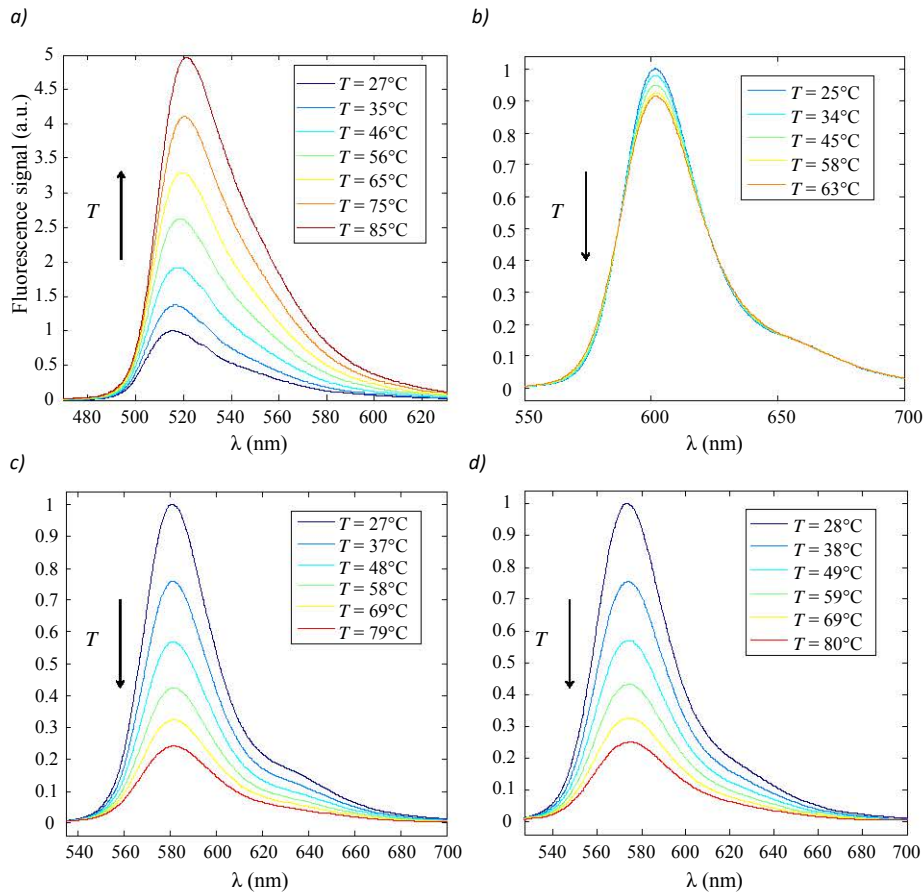 a)
Fluorescence signal (a.u.)
5
4.5
4
3.5
3
2.5
2
1.5
1
0.5
0
T
T = 27°C
T = 35°C
T = 46°C
T = 56°C
T = 65°C
T = 75°C
T = 85°C
480 500 520 540 560 580 600 620
λ (nm)
b)
1
0.9
0.8
0.7
0.6
0.5
0.4
0.3
0.2
0.1
0
T
T = 25°C
T = 34°C
T = 45°C
T = 58°C
T = 63°C
550 600 650 700
λ (nm)
c)
1
0.9
0.8
0.7
0.6
0.5
0.4
0.3
0.2
0.1
0
T
T = 27°C
T = 37°C
T = 48°C
T = 58°C
T = 69°C
T = 79°C
540 560 580 600 620 640 660 680 700
λ (nm)
d)
1
0.9
0.8
0.7
0.6
0.5
0.4
0.3
0.2
0.1
0
T
T = 28°C
T = 38°C
T = 49°C
T = 59°C
T = 69°C
T = 80°C
540 560 580 600 620 640 660 680 700
λ (nm)